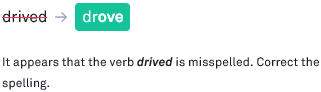 drived → drove
It appears that the verb drived is misspelled. Correct the
spelling.